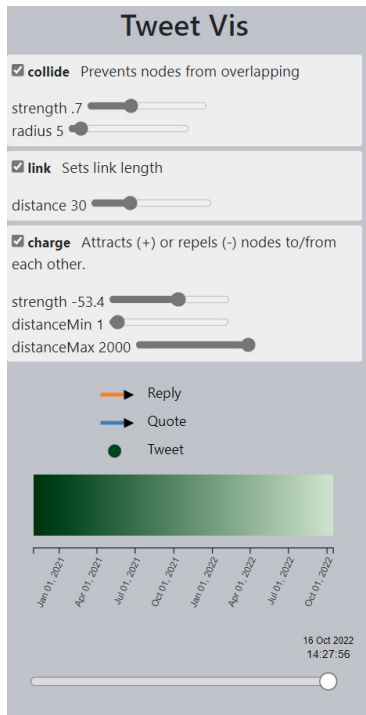 Tweet Vis
collide Prevents nodes from overlapping
strength .7
radius 5
link Sets link length
distance 30
charge Attracts (+) or repels (-) nodes to/from
each other.
strength -53.4
distanceMin 1
distanceMax 2000
Reply
Quote
Tweet
Jan 01, 2021
Apr 01, 2021
Jul 01, 2021
Oct 01, 2021
Jan 01, 2022
Apr 01, 2022
Jul 01, 2022
Oct 01, 2022
16 Oct 2022
14:27:56